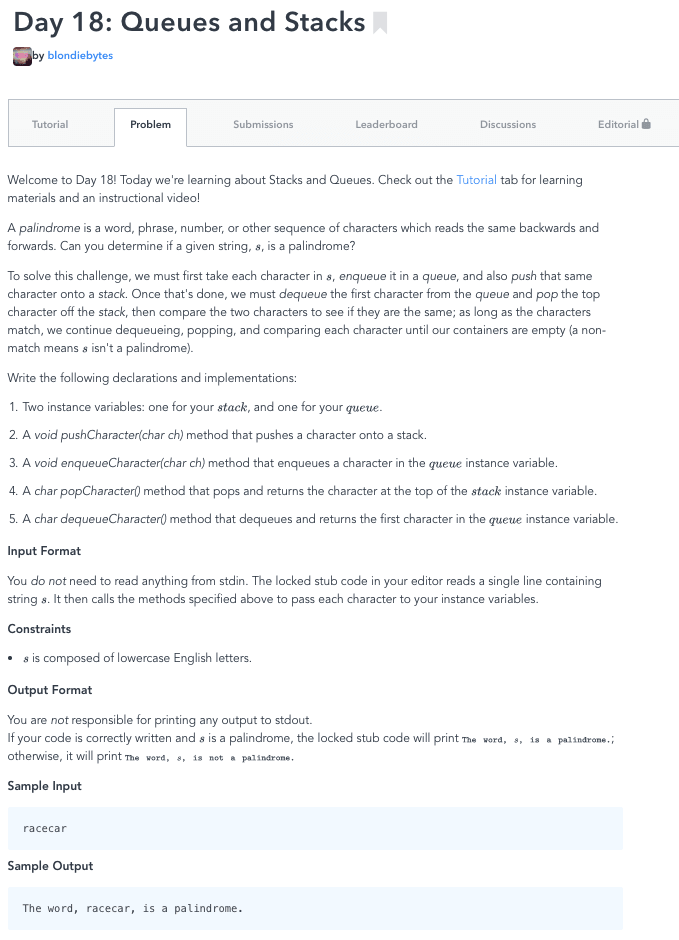 Day 18: Queues and Stacks
by blondiebytes
Tutorial Problem Submissions Leaderboard Discussions Editorial
Welcome to Day 18! Today we're learning about Stacks and Queues. Check out the Tutorial tab for learning
materials and an instructional video!
A palindrome is a word, phrase, number, or other sequence of characters which reads the same backwards and
forwards. Can you determine if a given string, s, is a palindrome?
To solve this challenge, we must first take each character in s, enqueue it in a queue, and also push that same
character onto a stack. Once that's done, we must dequeue the first character from the queue and pop the top
character off the stack, then compare the two characters to see if they are the same; as long as the characters
match, we continue dequeueing, popping, and comparing each character until our containers are empty (a non-
match means s isn't a palindrome).
Write the following declarations and implementations:
1. Two instance variables: one for your stack, and one for your queue.
2. A void pushCharacter(char ch) method that pushes a character onto a stack.
3. A void enqueueCharacter(char ch) method that enqueues a character in the queue instance variable.
4. A char popCharacter() method that pops and returns the character at the top of the stack instance variable.
5. A char dequeueCharacter() method that dequeues and returns the first character in the queue instance variable.
Input Format
You do not need to read anything from stdin. The locked stub code in your editor reads a single line containing
string s. It then calls the methods specified above to pass each character to your instance variables.
Constraints
• s is composed of lowercase English letters.
Output Format
You are not responsible for printing any output to stdout.
If your code is correctly written and s is a palindrome, the locked stub code will print The word, s, is a palindrome.;
otherwise, it will print The word, s, is not a palindrome.
Sample Input
racecar
Sample Output
The word, racecar, is a palindrome.